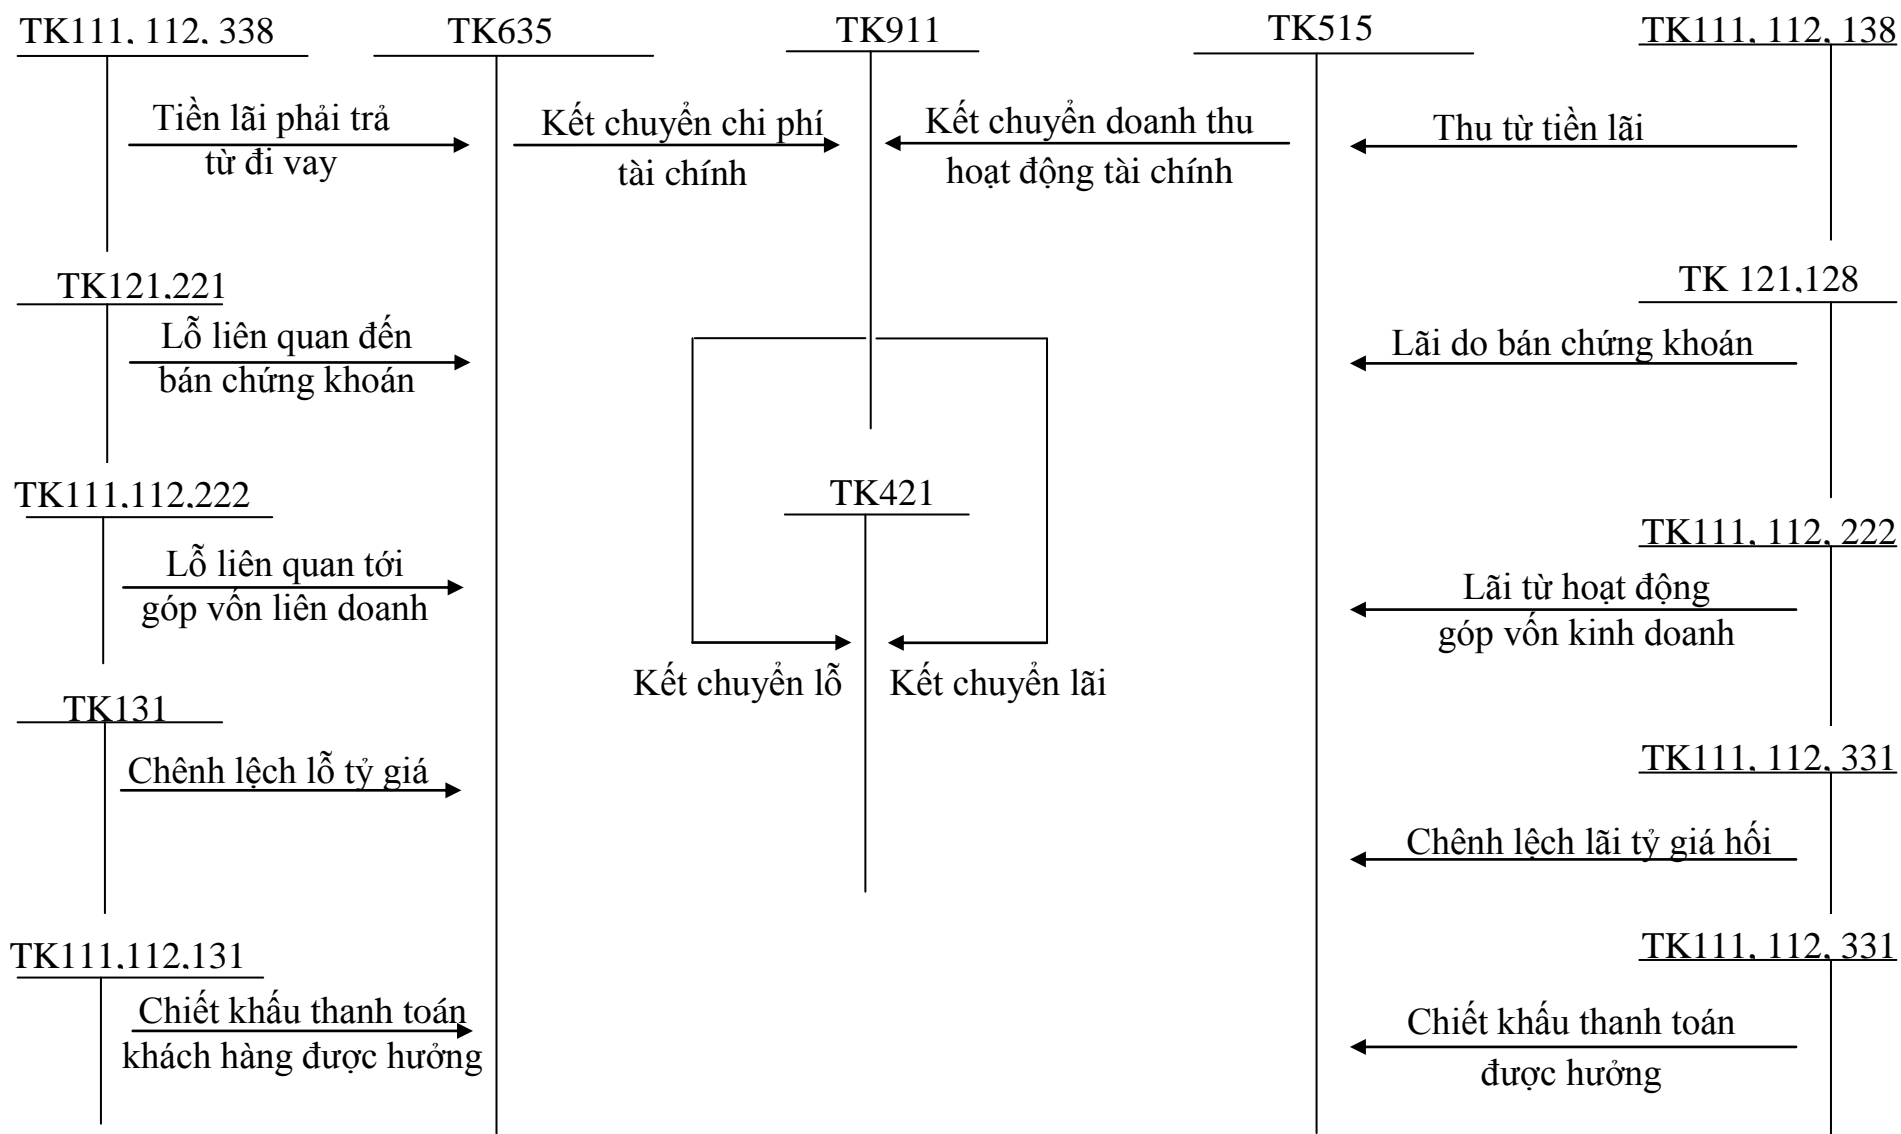 TK111, 112, 338
TK635
TK911
TK515
TK111, 112, 138
Tiền lãi phải trả
từ đi vay
Kết chuyển chi phí
tài chính
Kết chuyển doanh thu
hoạt động tài chính
Thu từ tiền lãi
TK121,221
TK 121,128
Lỗ liên quan đến
bán chứng khoán
Lãi do bán chứng khoán
TK111,112,222
TK421
TK111, 112, 222
Lỗ liên quan tới
góp vốn liên doanh
Lãi từ hoạt động
góp vốn kinh doanh
Kết chuyển lỗ
Kết chuyển lãi
TK131
TK111, 112, 331
Chênh lệch lỗ tỷ giá
Chênh lệch lãi tỷ giá hối
TK111,112,131
TK111, 112, 331
Chiết khấu thanh toán
khách hàng được hưởng
Chiết khấu thanh toán
được hưởng